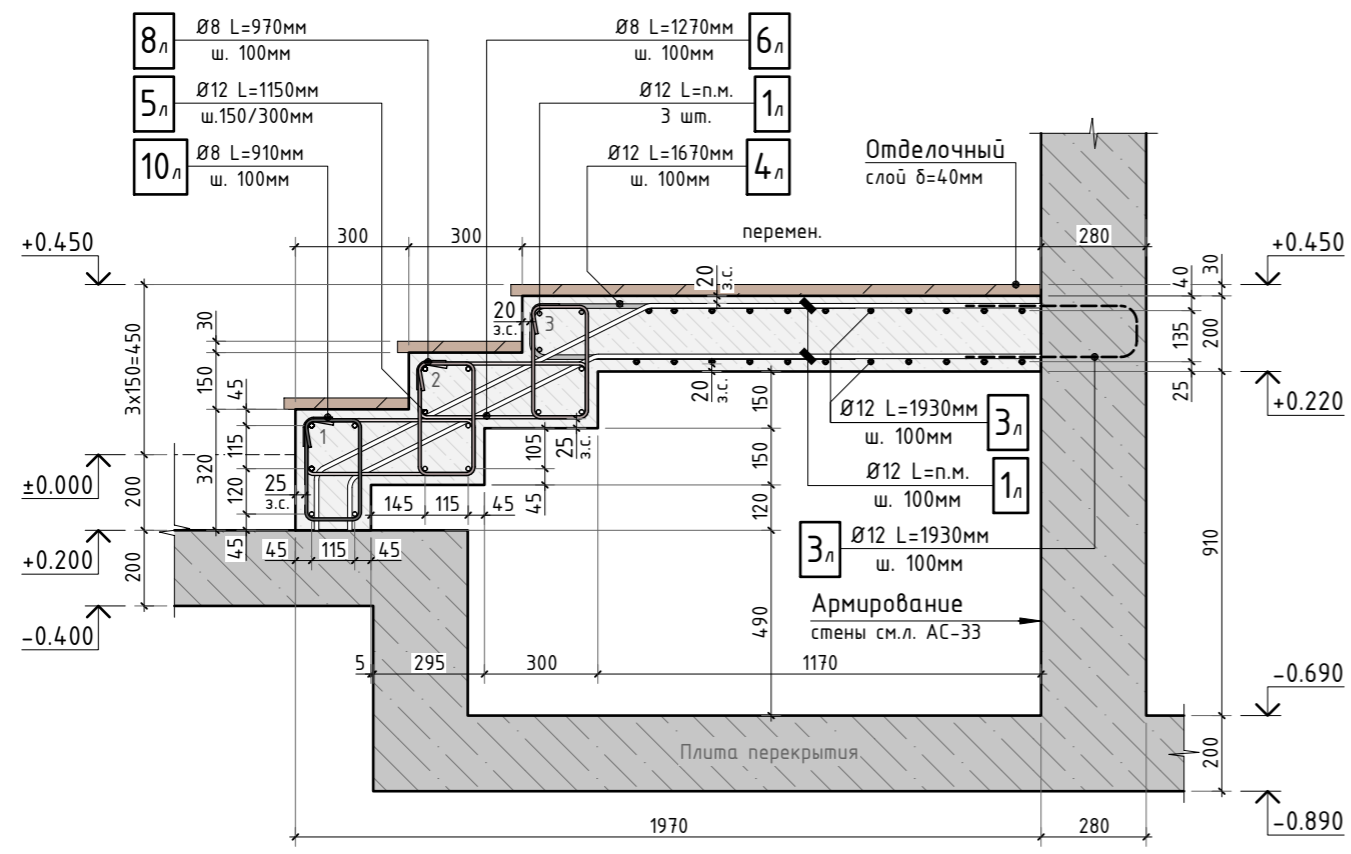 8л
Ø8 L=970мм
ш. 100мм
5л
Ø12 L=1150мм
ш.150/300мм
10л
Ø8 L=910мм
ш. 100мм
Ø8 L=1270мм
ш. 100мм
6л
Ø12 L=п.м.
3 шт.
1л
Ø12 L=1670мм
ш. 100мм
4л
Отделочный
слой δ=40мм
300
300
перемен.
280
+0.450
+0.450
30
40
135
200
25
+0.220
3х150=450
200
200
±0.000
+0.200
-0.400
30
150
320
45
115
120
45
20
з.с.
20
з.с.
20
з.с.
25
з.с.
25
з.с.
1
2
3
105
45
145
115
45
45
115
45
150
150
120
490
Ø12 L=1930мм
ш. 100мм
3л
Ø12 L=п.м.
ш. 100мм
1л
3л
Ø12 L=1930мм
ш. 100мм
Армирование
стены см.л. АС-33
910
5
295
300
1170
-0.690
Плита перекрытия
200
-0.890
1970
280